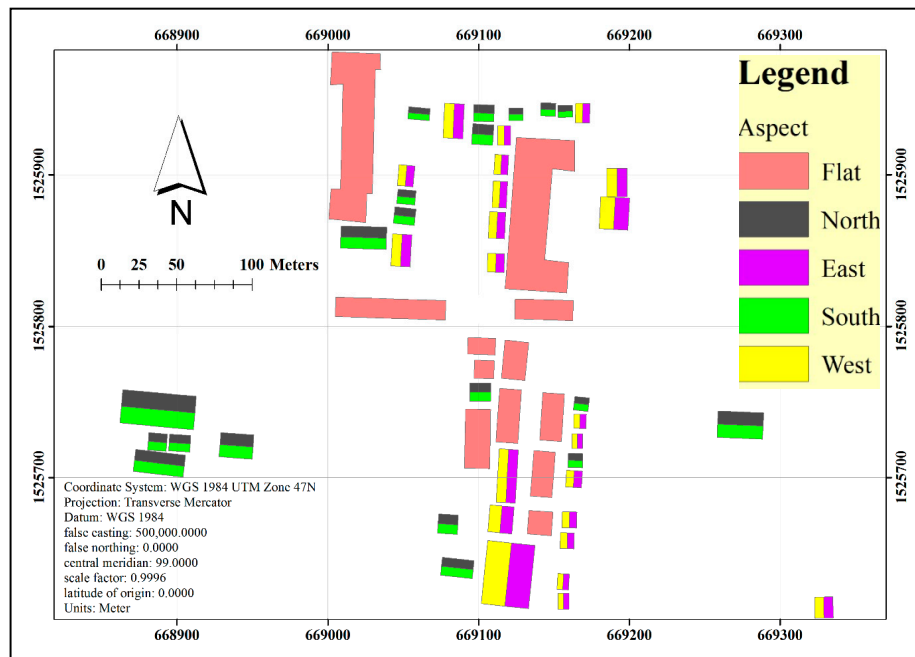 668900 669000 669100 669200 669300
Legend
Aspect
Flat
North
East
South
West
N
0 25 50 100 Meters
1525900
1525800
1525700
1525900
1525800
1525700
Coordinate System: WGS 1984 UTM Zone 47N
Projection: Transverse Mercator
Datum: WGS 1984
false easting: 500,000.0000
false northing: 0.0000
central meridian: 99.0000
scale factor: 0.9996
latitude of origin: 0.0000
Units: Meter
668900 669000 669100 669200 669300